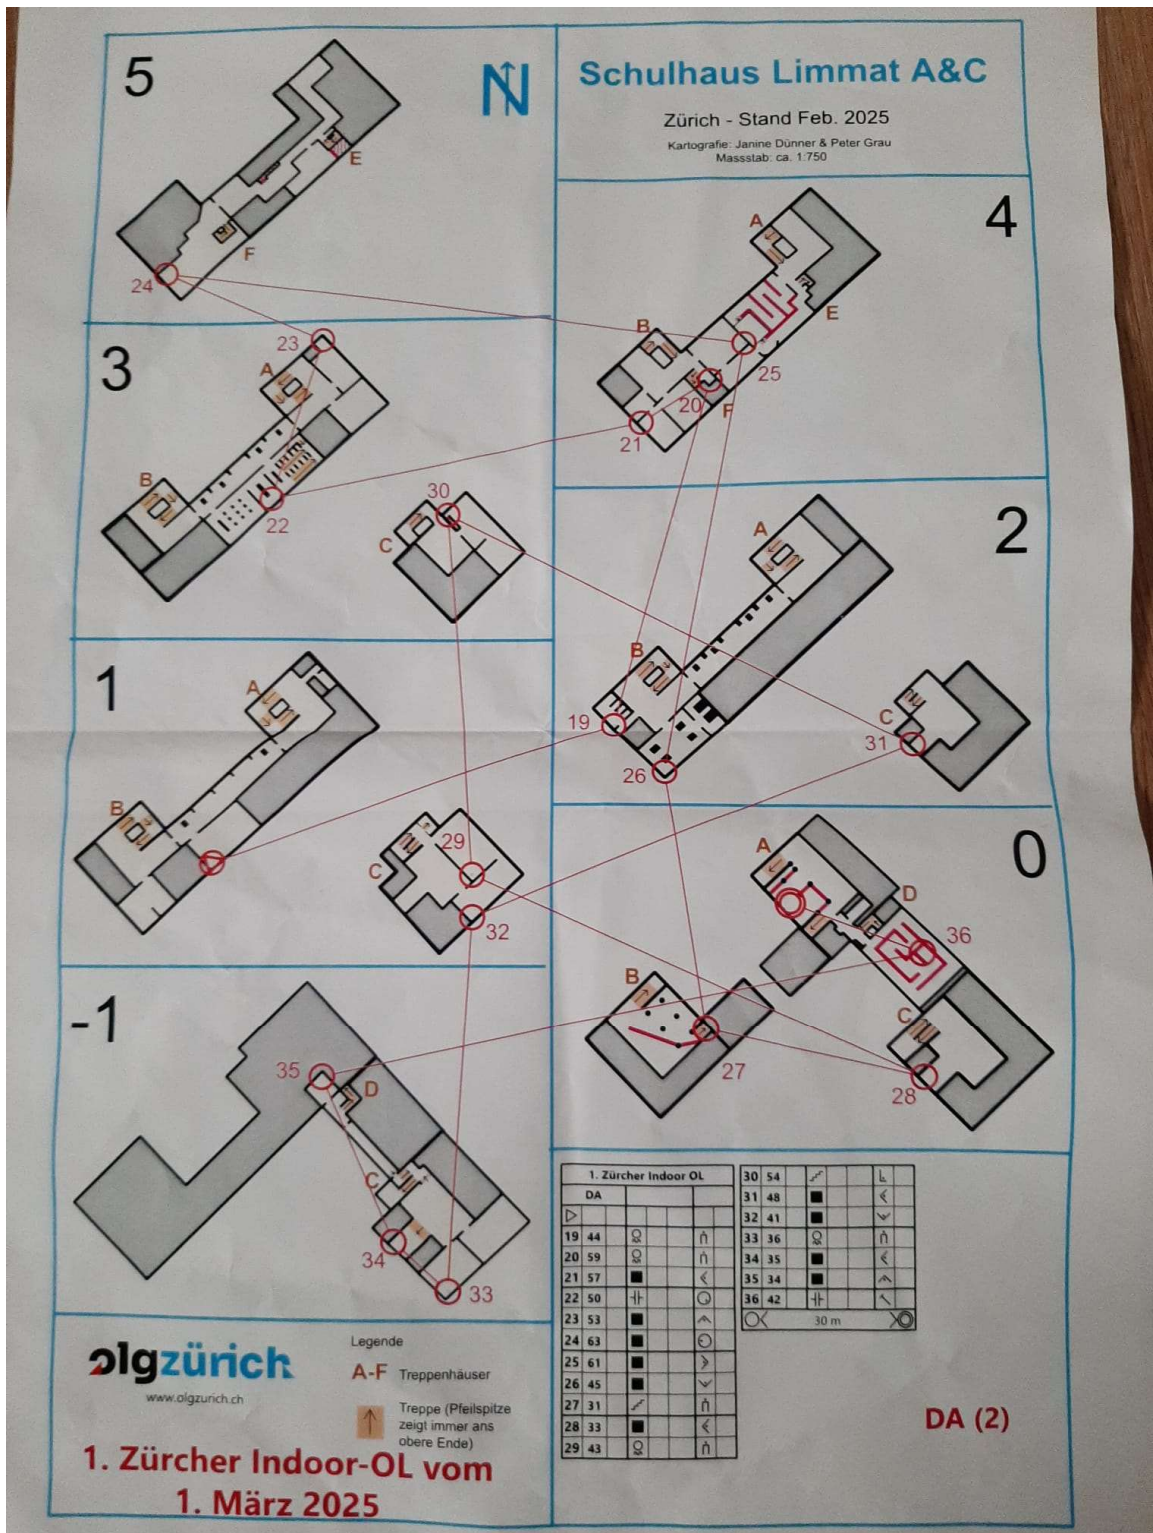 5
N
E
F
24
Schulhaus Limmat A&C
Zürich - Stand Feb. 2025
Kartografie: Janine Dünner & Peter Grau
Massstab: ca. 1:750
4
A
B
E
F
20
21
25
3
23
A
B
22
30
C
2
A
B
19
26
C
31
1
A
B
29
C
32
0
A
D
36
B
C
27
28
-1
35
D
C
34
33
1. Zürcher Indoor OL
DA
19 44
20 59
21 57
22 50
23 53
24 63
25 61
26 45
27 31
28 33
29 43
30 54
31 48
32 41
33 36
34 35
35 34
36 42
30 m
olgzürich
www.olgzurich.ch
Legende
A-F Treppenhäuser
Treppe (Pfeilspitze
zeigt immer ans
obere Ende)
1. Zürcher Indoor-OL vom
1. März 2025
DA (2)